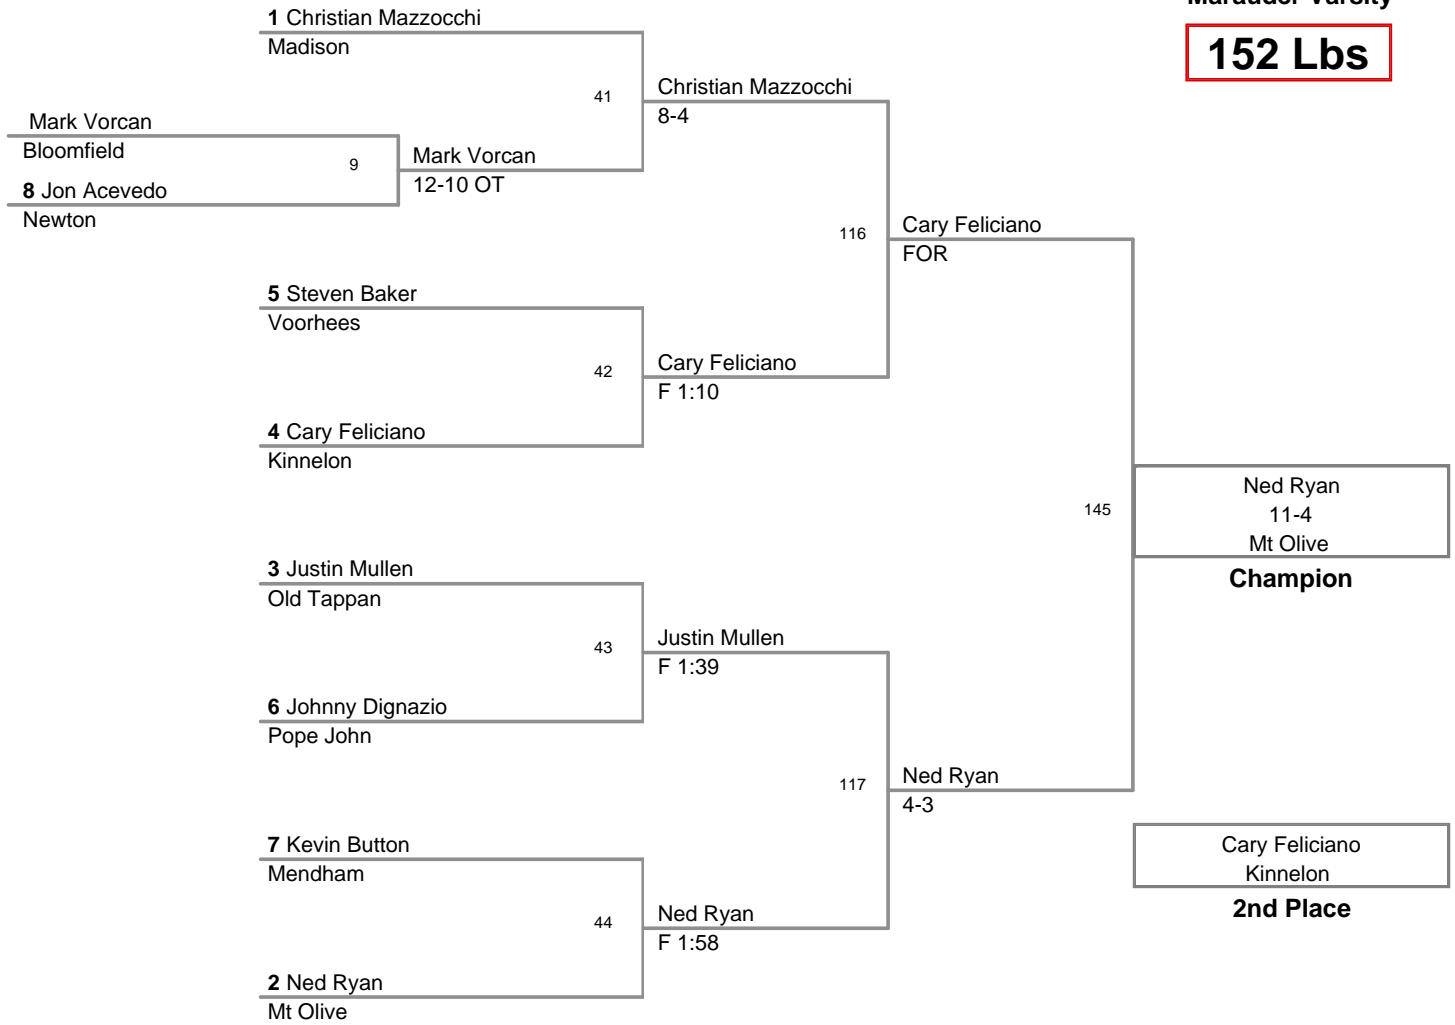 Marauder Varsity
152 Lbs
1 Christian Mazzocchi
Madison
41
Christian Mazzocchi
8-4
Mark Vorcan
Bloomfield
9
Mark Vorcan
12-10 OT
8 Jon Acevedo
Newton
116
Cary Feliciano
FOR
5 Steven Baker
Voorhees
42
Cary Feliciano
F 1:10
4 Cary Feliciano
Kinnelon
145
Ned Ryan
11-4
Mt Olive
Champion
3 Justin Mullen
Old Tappan
43
Justin Mullen
F 1:39
6 Johnny Dignazio
Pope John
117
Ned Ryan
4-3
7 Kevin Button
Mendham
44
Ned Ryan
F 1:58
2 Ned Ryan
Mt Olive
Cary Feliciano
Kinnelon
2nd Place